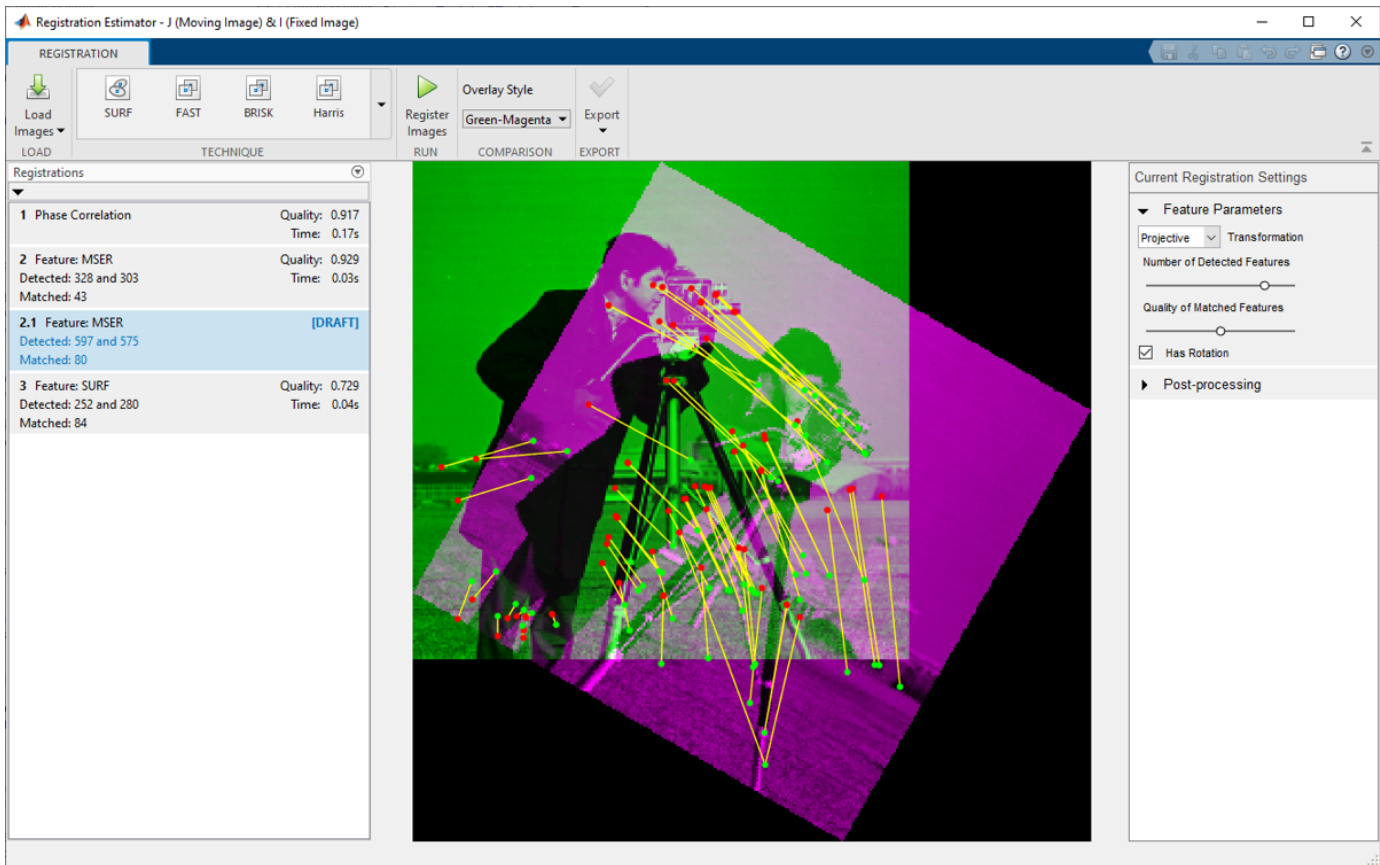 Registration Estimator - J (Moving Image) & I (Fixed Image)
REGISTRATION
Load Images
SURF
FAST
BRISK
Harris
Register Images
Overlay Style
Green-Magenta
Export
LOAD
TECHNIQUE
RUN
COMPARISON
EXPORT
Registrations
1 Phase Correlation Quality: 0.917
Time: 0.17s
2 Feature: MSER Quality: 0.929
Detected: 328 and 303 Time: 0.03s
Matched: 43
2.1 Feature: MSER [DRAFT]
Detected: 597 and 575
Matched: 80
3 Feature: SURF Quality: 0.729
Detected: 252 and 280 Time: 0.04s
Matched: 84
Current Registration Settings
Feature Parameters
Projective Transformation
Number of Detected Features
Quality of Matched Features
Has Rotation
Post-processing